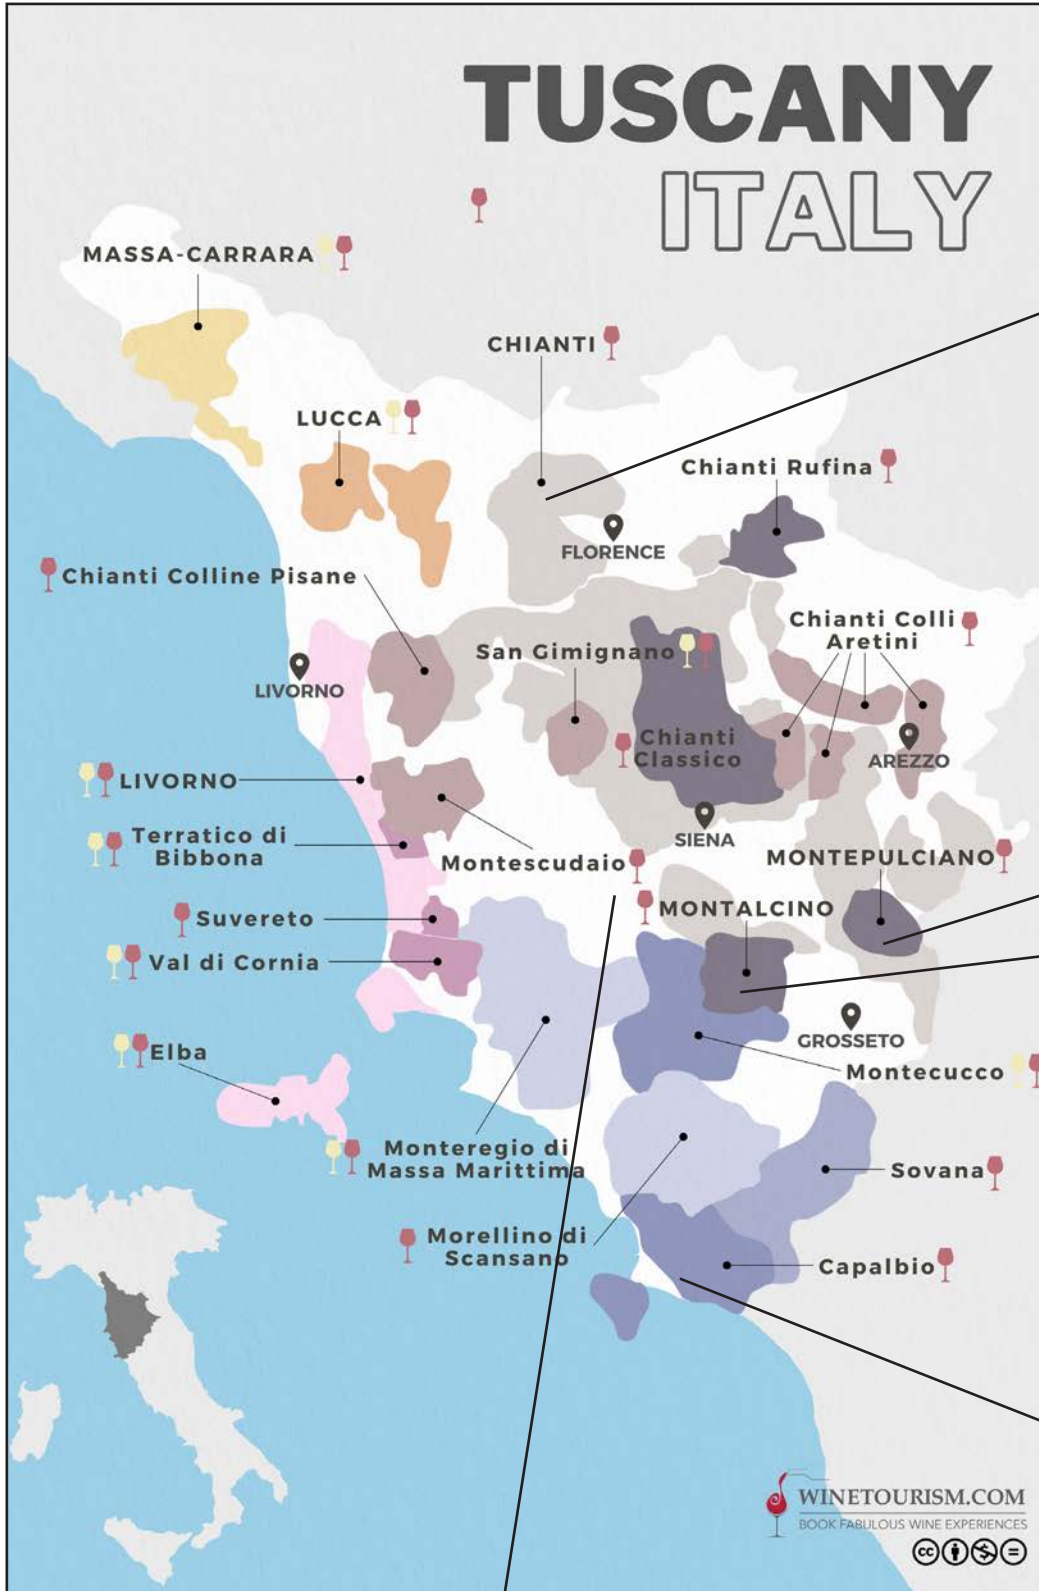 TUSCANY
ITALY
MASSA-CARRARA
CHIANTI
LUCCA
Chianti Rufina
FLORENCE
Chianti Colline Pisane
Chianti Colli
Aretini
San Gimignano
LIVORNO
Chianti
Classico
AREZZO
LIVORNO
SIENA
Terratico di
Bibbona
Montescudaio
MONTEPULCIANO
MONTALCINO
Suvereto
Val di Cornia
GROSSETO
Elba
Montecucco
Monteregio di
Massa Marittima
Sovana
Morellino di
Scansano
Capalbio
WINETOURISM.COM
BOOK FABULOUS WINE EXPERIENCES
cc